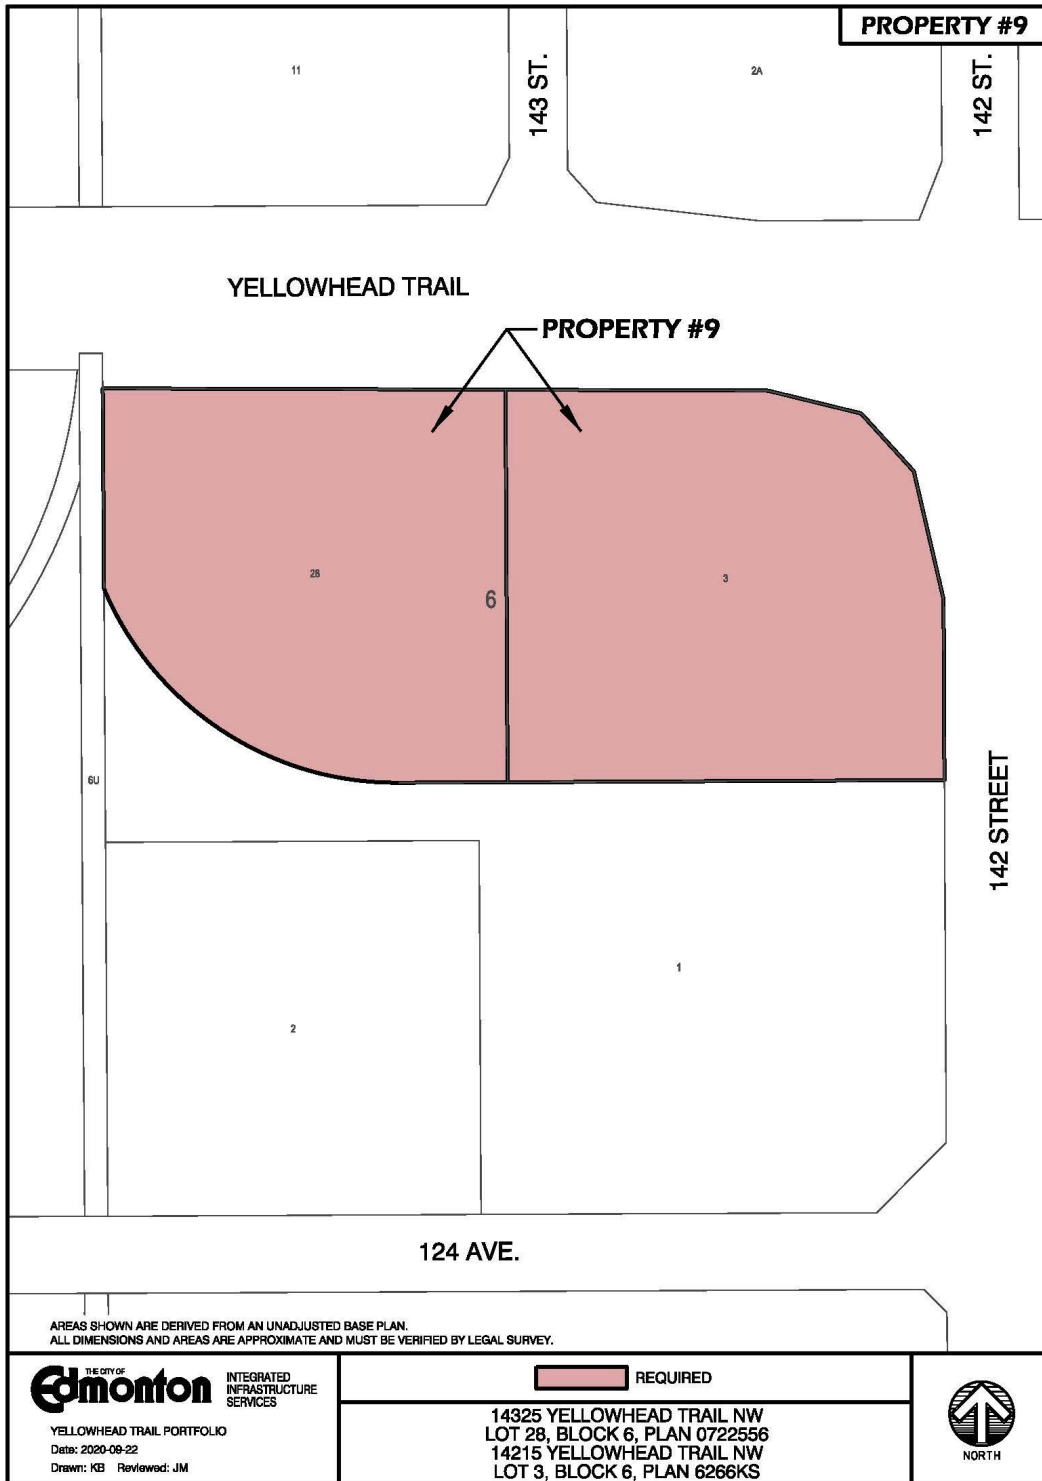 PROPERTY #9
11
143 ST.
2A
142 ST.
YELLOWHEAD TRAIL
PROPERTY #9
28
6
3
6U
142 STREET
1
2
124 AVE.
AREAS SHOWN ARE DERIVED FROM AN UNADJUSTED BASE PLAN.
ALL DIMENSIONS AND AREAS ARE APPROXIMATE AND MUST BE VERIFIED BY LEGAL SURVEY.
THE CITY OF
Edmonton
INTEGRATED
INFRASTRUCTURE
SERVICES
YELLOWHEAD TRAIL PORTFOLIO
Date: 2020-09-22
Drawn: KB Reviewed: JM
REQUIRED
14325 YELLOWHEAD TRAIL NW
LOT 28, BLOCK 6, PLAN 0722556
14215 YELLOWHEAD TRAIL NW
LOT 3, BLOCK 6, PLAN 6266KS
NORTH